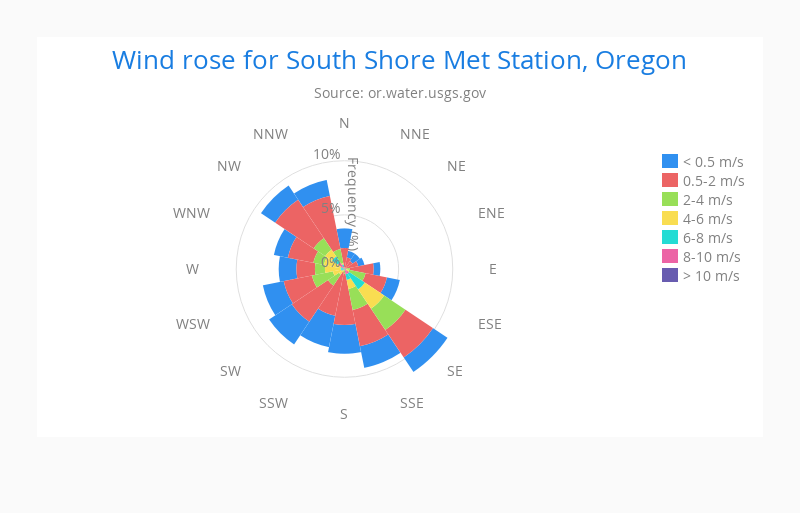 Wind rose for South Shore Met Station, Oregon
Source: or.water.usgs.gov
N
NNE
NE
ENE
E
ESE
SE
SSE
S
SSW
SW
WSW
W
WNW
NW
NNW
10%
5%
0%
Frequency (%)
< 0.5 m/s
0.5-2 m/s
2-4 m/s
4-6 m/s
6-8 m/s
8-10 m/s
> 10 m/s